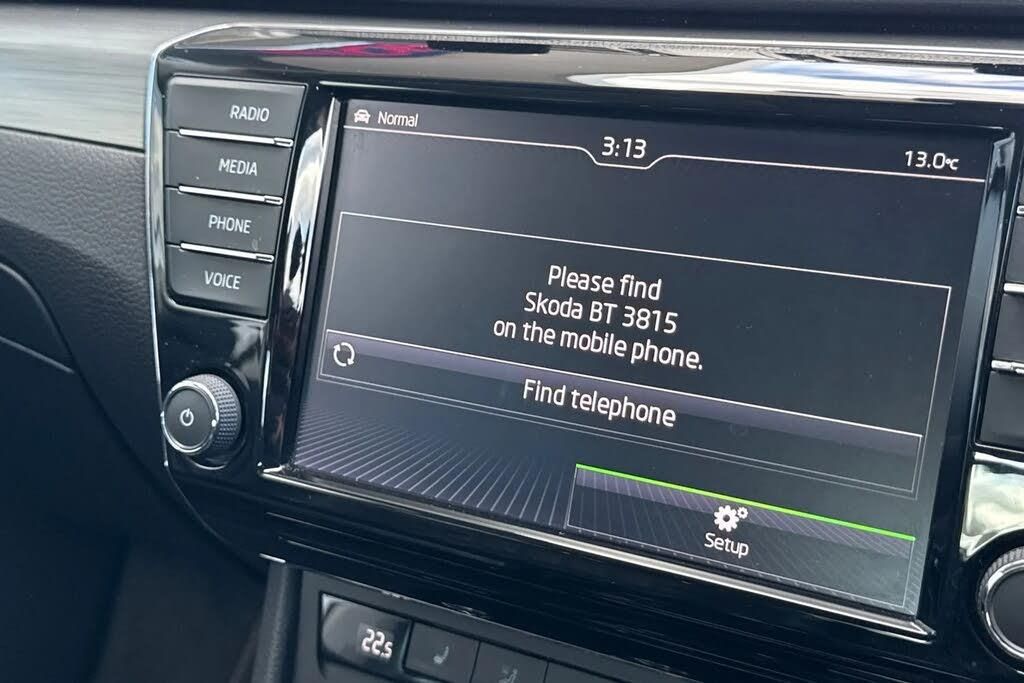 RADIO
MEDIA
PHONE
VOICE
Normal
3:13
13.0°C
Please find
Skoda BT 3815
on the mobile phone.
Find telephone
Setup
22.5